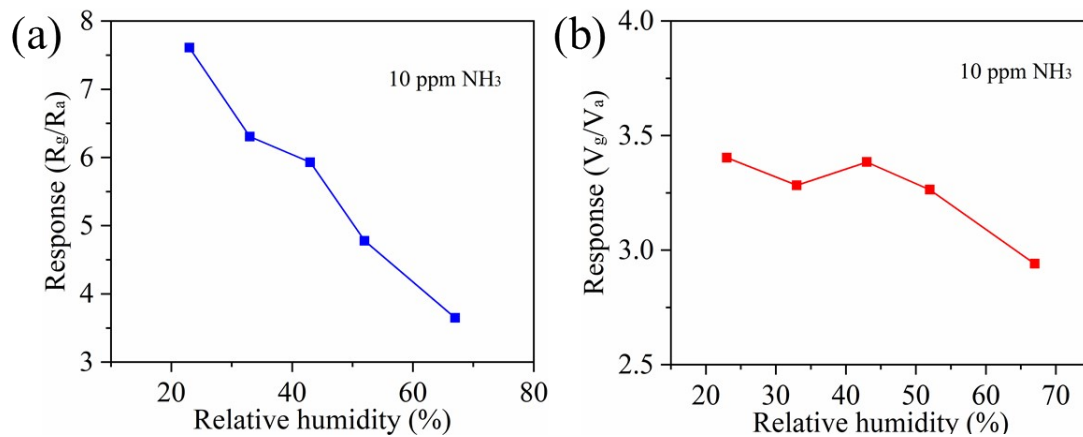 (a)
10 ppm NH₃
Response (Rg/Ra)
8
7
6
5
4
3
20 40 60 80
Relative humidity (%)
(b)
10 ppm NH₃
Response (Vg/Va)
4.0
3.5
3.0
2.5
20 30 40 50 60 70
Relative humidity (%)